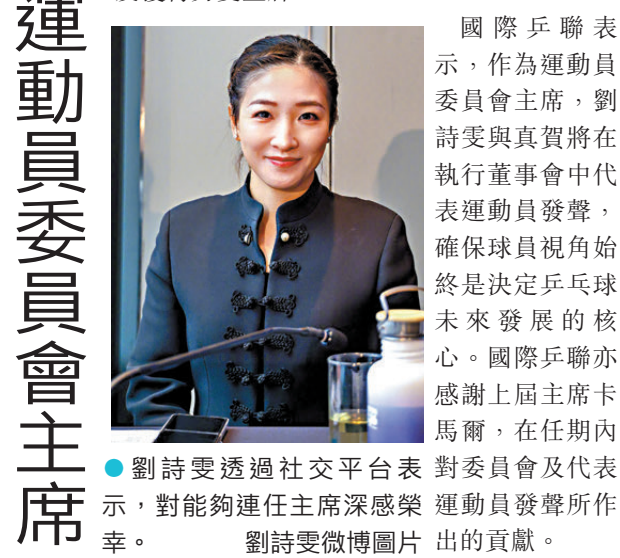 運動員委員會主席
國際乒聯表
示，作為運動員
委員會主席，劉
詩雯與真賀將在
執行董事會中代
表運動員發聲，
確保球員視角始
終是決定乒乓球
未來發展的核
心。國際乒聯亦
感謝上屆主席卡
馬爾，在任期內
對委員會及代表
運動員發聲所作
出的貢獻。
●劉詩雯透過社交平台表
示，對能夠連任主席深感榮
幸。 劉詩雯微博圖片